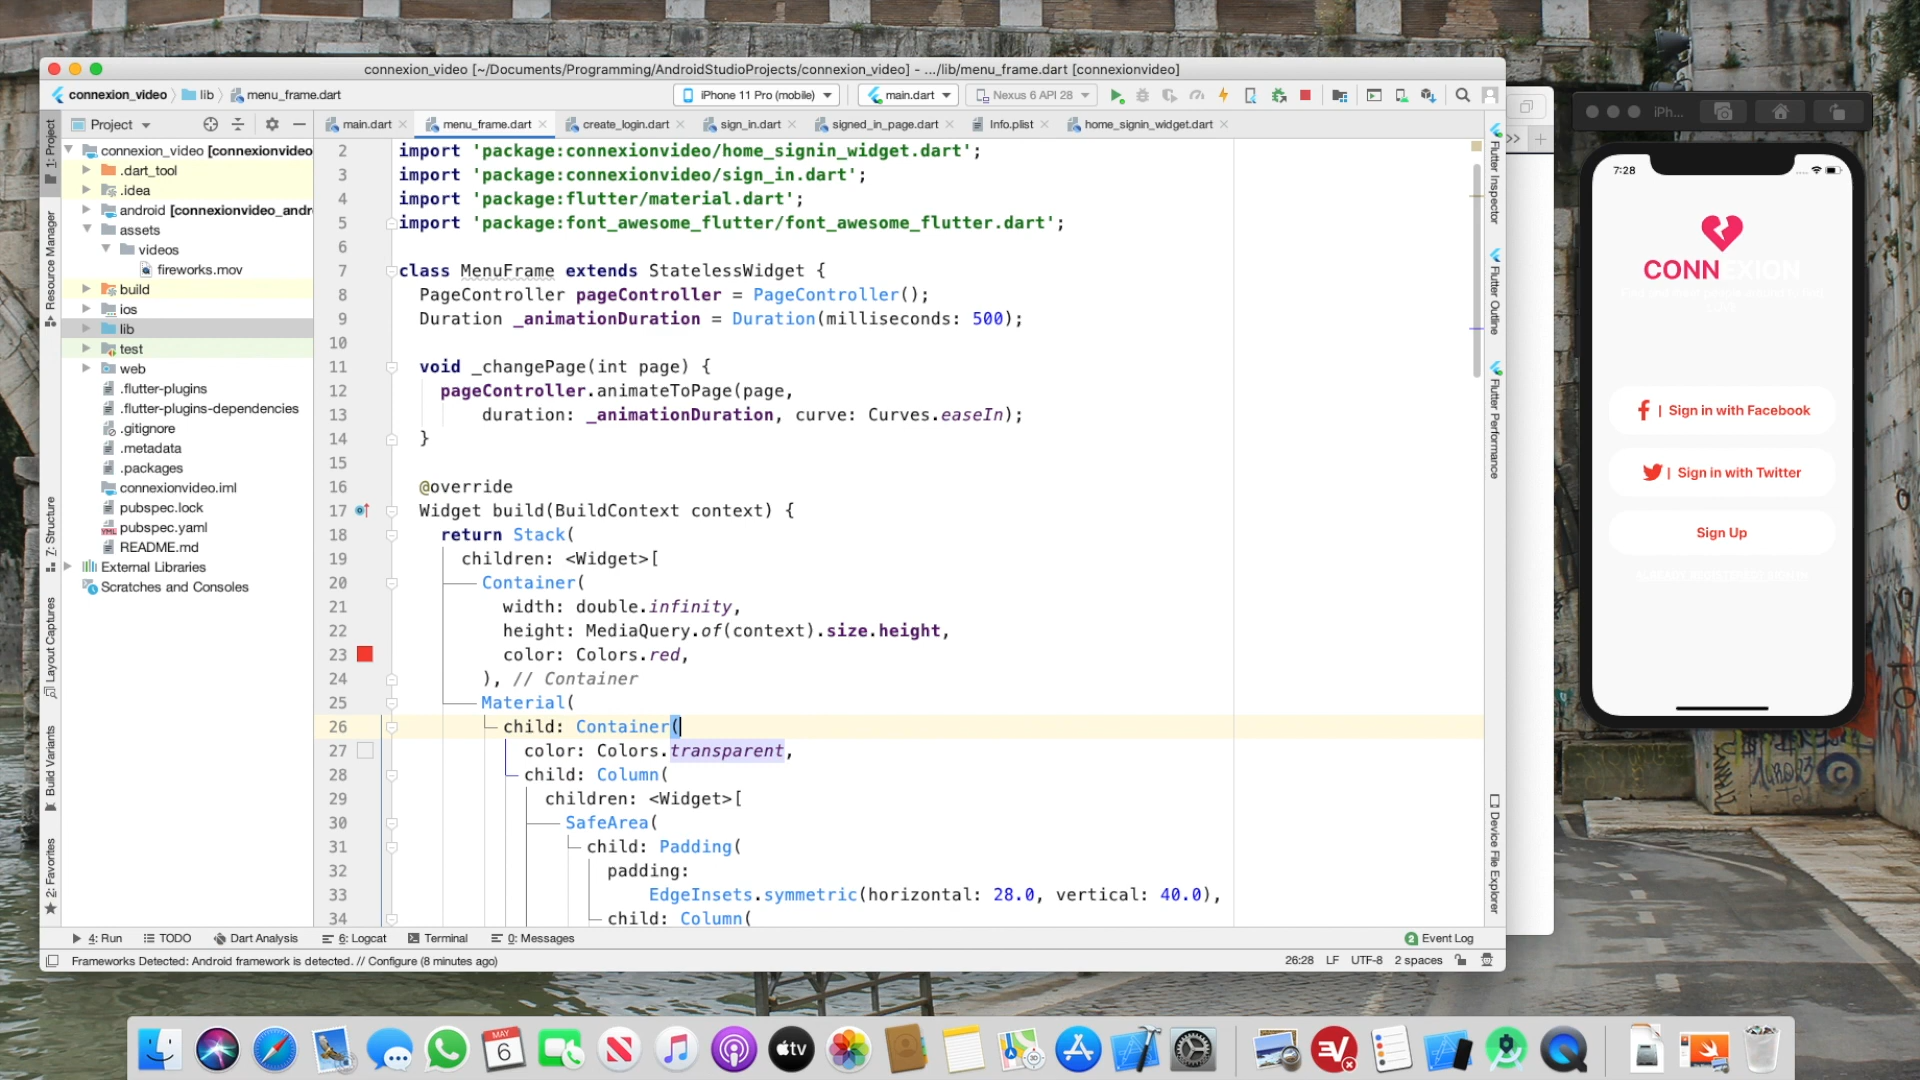 connexion_video [~/Documents/Programming/AndroidStudioProjects/connexion_video] - .../lib/menu_frame.dart [connexionvideo]
connexion_video
lib
menu_frame.dart
iPhone 11 Pro (mobile)
main.dart
Nexus 6 API 28
Project
main.dart
menu_frame.dart
create_login.dart
sign_in.dart
signed_in_page.dart
Info.plist
home_signin_widget.dart
1: Project
Resource Manager
7: Structure
Layout Captures
Build Variants
2: Favorites
connexion_video [connexionvideo
.dart_tool
.idea
android [connexionvideo_andr
assets
videos
fireworks.mov
build
ios
lib
test
web
.flutter-plugins
.flutter-plugins-dependencies
.gitignore
.metadata
.packages
connexionvideo.iml
pubspec.lock
pubspec.yaml
README.md
External Libraries
Scratches and Consoles
2 import 'package:connexionvideo/home_signin_widget.dart';
3 import 'package:connexionvideo/sign_in.dart';
4 import 'package:flutter/material.dart';
5 import 'package:font_awesome_flutter/font_awesome_flutter.dart';
6
7 class MenuFrame extends StatelessWidget {
8 PageController pageController = PageController();
9 Duration _animationDuration = Duration(milliseconds: 500);
10
11 void _changePage(int page) {
12 pageController.animateToPage(page,
13 duration: _animationDuration, curve: Curves.easeIn);
14 }
15
16 @override
17 Widget build(BuildContext context) {
18 return Stack(
19 children: <Widget>[
20 Container(
21 width: double.infinity,
22 height: MediaQuery.of(context).size.height,
23 color: Colors.red,
24 ), // Container
25 Material(
26 child: Container(
27 color: Colors.transparent,
28 child: Column(
29 children: <Widget>[
30 SafeArea(
31 child: Padding(
32 padding:
33 EdgeInsets.symmetric(horizontal: 28.0, vertical: 40.0),
34 child: Column(
Flutter Inspector
Flutter Outline
Flutter Performance
Device File Explorer
4: Run
TODO
Dart Analysis
6: Logcat
Terminal
0: Messages
2 Event Log
Frameworks Detected: Android framework is detected. // Configure (8 minutes ago)
26:28 LF UTF-8 2 spaces
iPh...
7:28
CONNEXION
f | Sign in with Facebook
| Sign in with Twitter
Sign Up
MAY
6
tv
3D